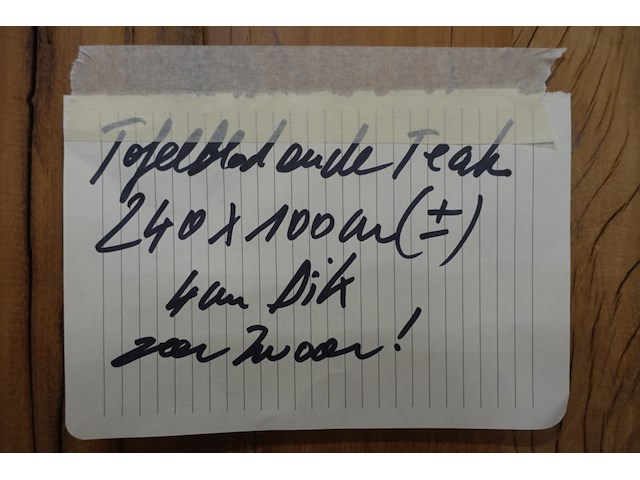 Tafelblad oude Teak
240 x 100 cm (±)
4 cm Dik
zeer Zwaar!